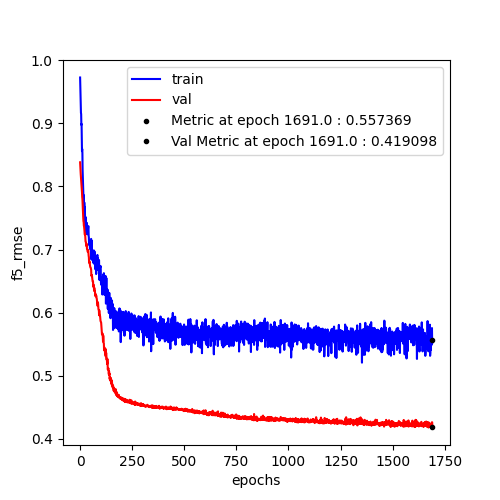 1.0
0.9
0.8
0.7
0.6
0.5
0.4
f5_rmse
train
val
Metric at epoch 1691.0 : 0.557369
Val Metric at epoch 1691.0 : 0.419098
0 250 500 750 1000 1250 1500 1750
epochs